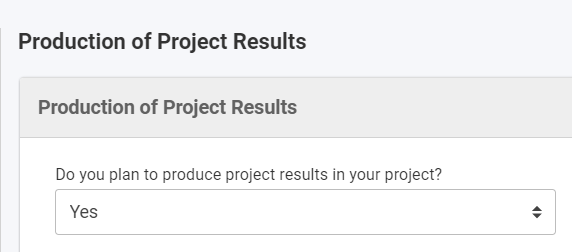 Production of Project Results
Production of Project Results
Do you plan to produce project results in your project?
Yes